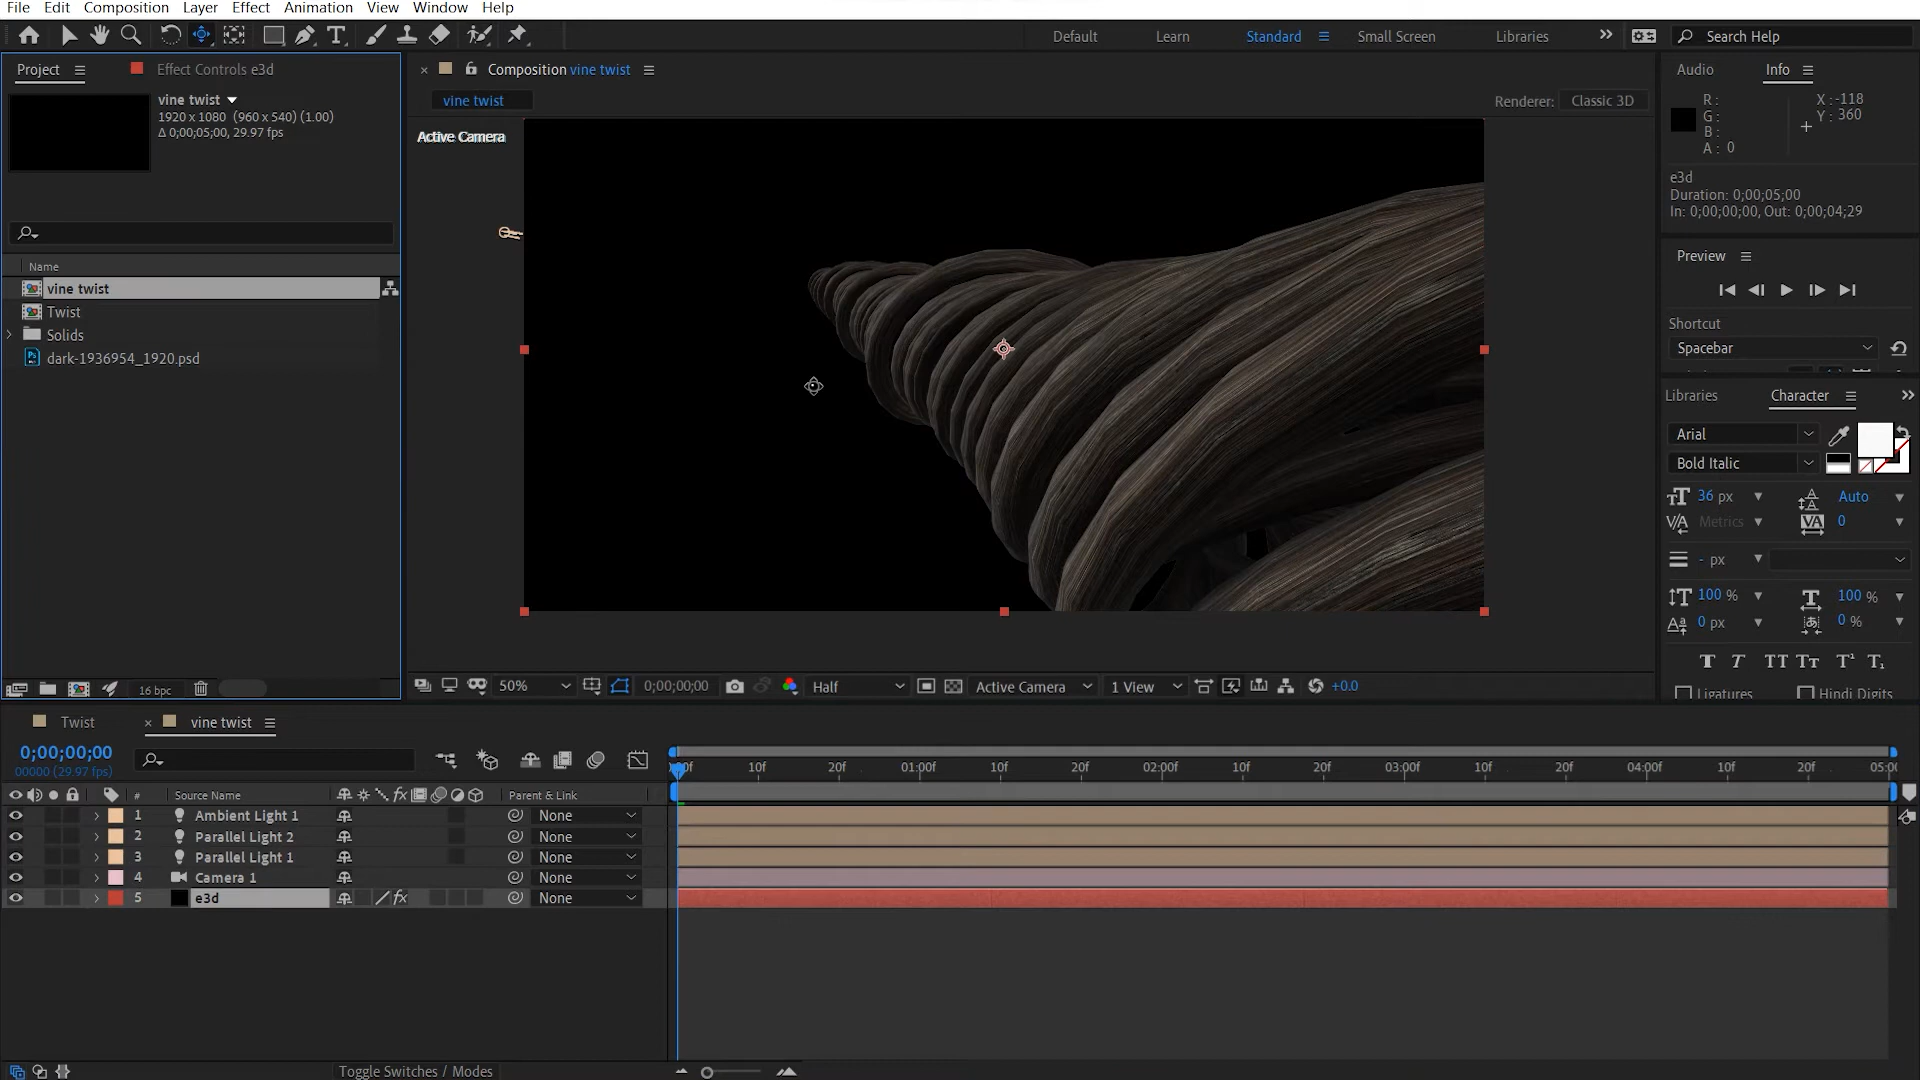 File Edit Composition Layer Effect Animation View Window Help
Default Learn Standard Small Screen Libraries Search Help
Project Effect Controls e3d
vine twist
1920 x 1080 (960 x 540) (1.00)
Δ 0;00;05;00, 29.97 fps
Name
vine twist
Twist
Solids
dark-1936954_1920.psd
16 bpc
Composition vine twist
vine twist
Renderer: Classic 3D
Active Camera
50% 0;00;00;00 Half Active Camera 1 View +0.0
Audio Info
R :
G :
B :
A : 0
X : -118
Y : 360
e3d
Duration: 0;00;05;00
In: 0;00;00;00, Out: 0;00;04;29
Preview
Shortcut
Spacebar
Libraries Character
Arial
Bold Italic
36 px Auto
Metrics 0
- px
100 % 100 %
0 px 0 %
Ligatures Hindi Digits
Twist vine twist
0;00;00;00
00000 (29.97 fps)
10f 20f 01:00f 10f 20f 02:00f 10f 20f 03:00f 10f 20f 04:00f 10f 20f
# Source Name Parent & Link
1 Ambient Light 1 None
2 Parallel Light 2 None
3 Parallel Light 1 None
4 Camera 1 None
5 e3d None
Toggle Switches / Modes